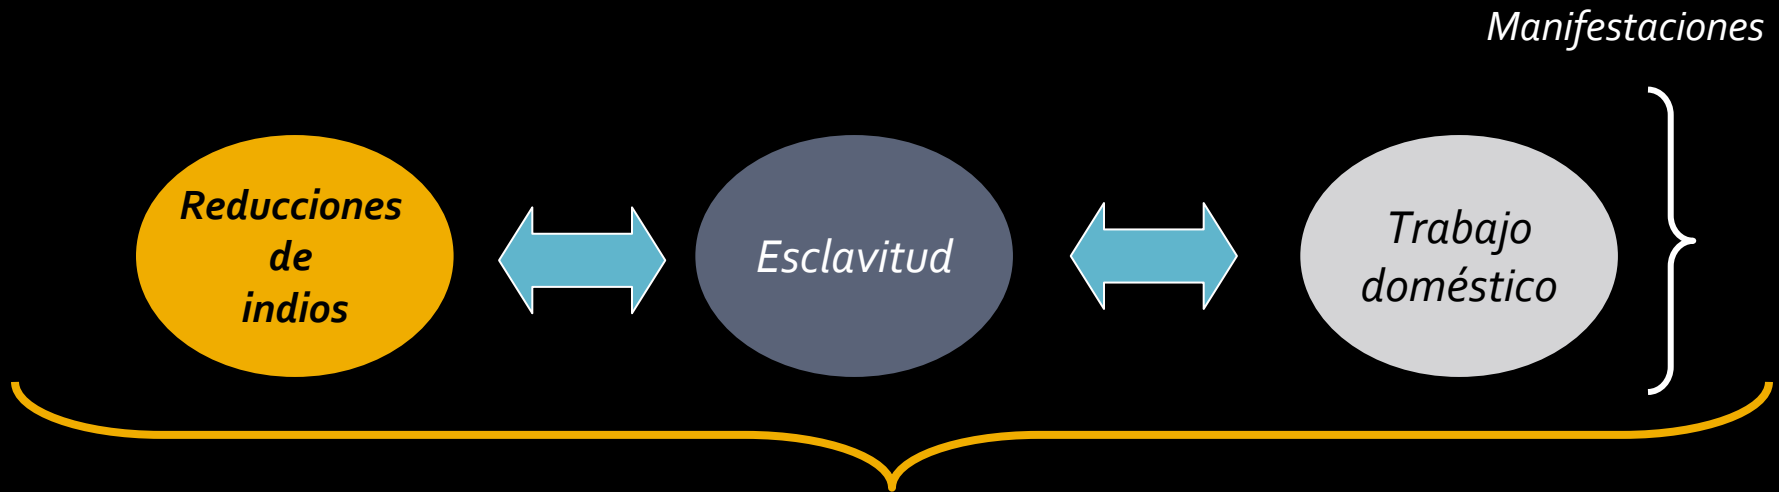 Manifestaciones
Reducciones
de
indios
Esclavitud
Trabajo
doméstico